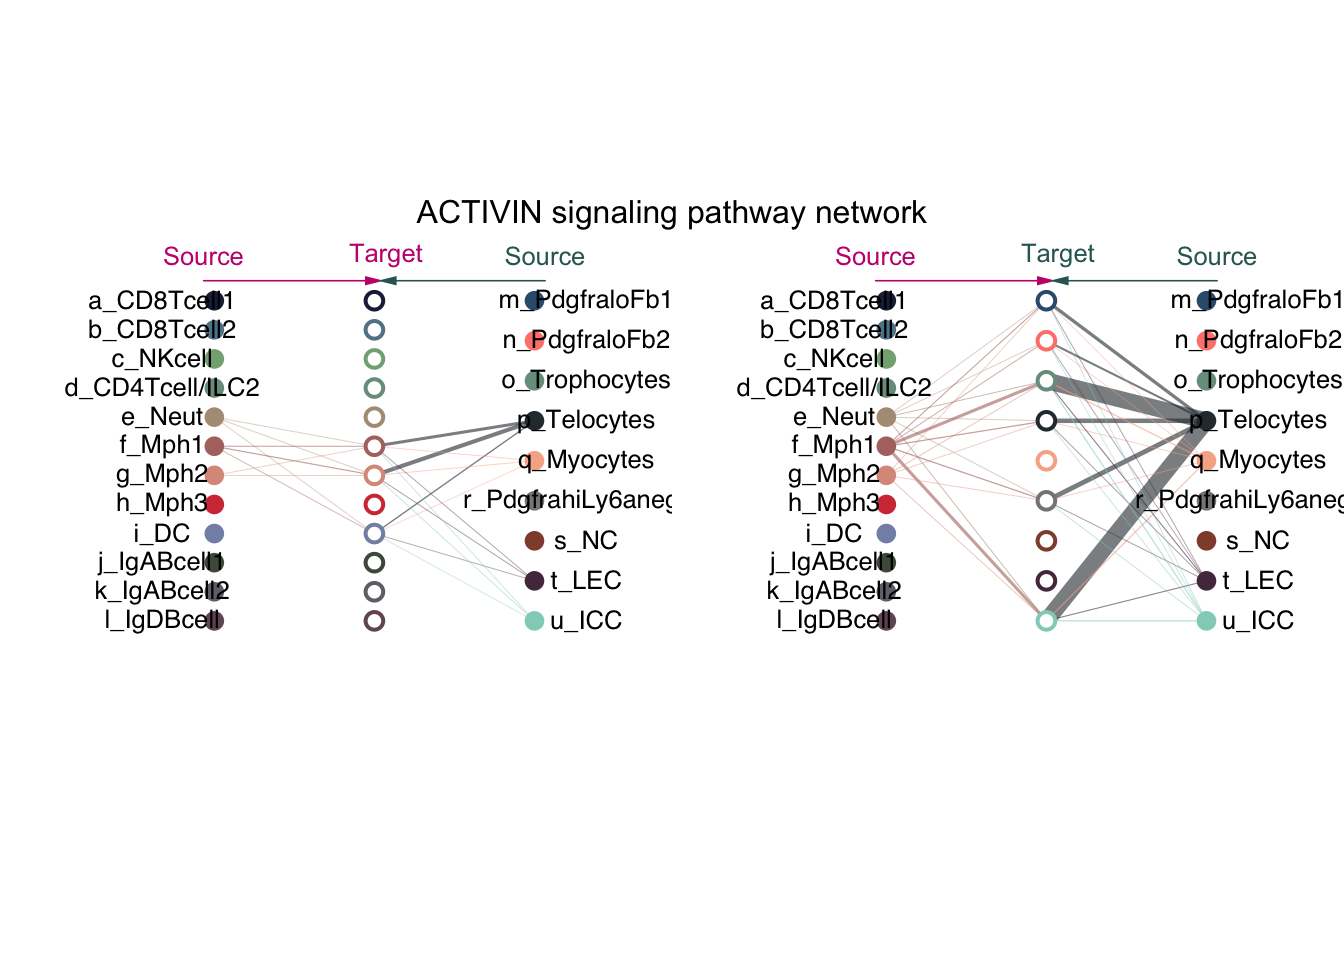 ACTIVIN signaling pathway network
Source
Target
Source
a_CD8Tcell1
b_CD8Tcell2
c_NKcell
d_CD4Tcell/ILC2
e_Neut
f_Mph1
g_Mph2
h_Mph3
i_DC
j_IgABcell1
k_IgABcell2
l_IgDBcell
m_PdgfraloFb1
n_PdgfraloFb2
o_Trophocytes
p_Telocytes
q_Myocytes
r_PdgfrahiLy6aneg
s_NC
t_LEC
u_ICC
Source
Target
Source
a_CD8Tcell1
b_CD8Tcell2
c_NKcell
d_CD4Tcell/ILC2
e_Neut
f_Mph1
g_Mph2
h_Mph3
i_DC
j_IgABcell1
k_IgABcell2
l_IgDBcell
m_PdgfraloFb1
n_PdgfraloFb2
o_Trophocytes
p_Telocytes
q_Myocytes
r_PdgfrahiLy6aneg
s_NC
t_LEC
u_ICC